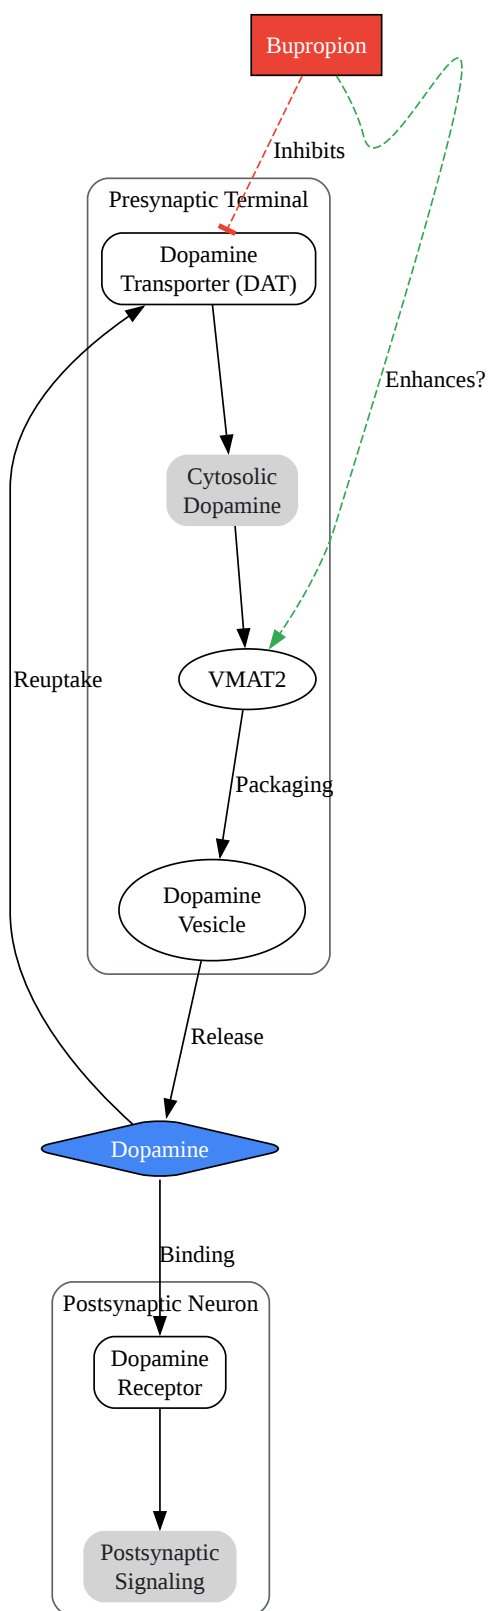 Bupropion
Inhibits
Presynaptic Terminal
Dopamine
Transporter (DAT)
Enhances?
Cytosolic
Dopamine
Reuptake
VMAT2
Packaging
Dopamine
Vesicle
Release
Dopamine
Binding
Postsynaptic Neuron
Dopamine
Receptor
Postsynaptic
Signaling